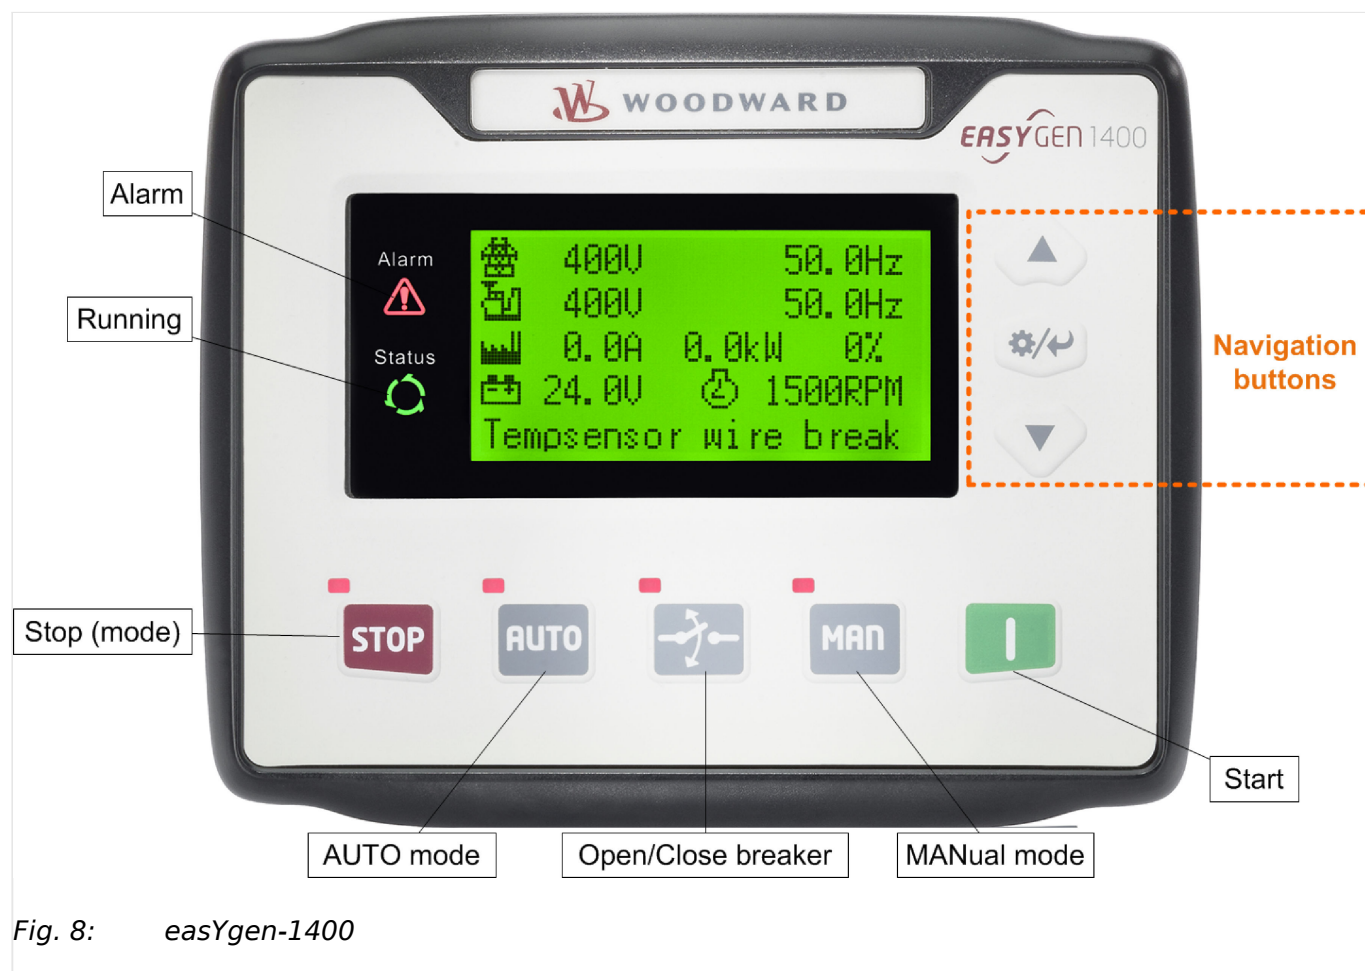 WOODWARD
EASYGEN 1400
Alarm
Alarm
400V 50.0Hz
Running
400V 50.0Hz
Status
0.0A 0.0kW 0%
24.0V 1500RPM
Tempsensor wire break
Navigation
buttons
Stop (mode)
STOP
AUTO
MAN
Start
AUTO mode
Open/Close breaker
MANual mode
Fig. 8: easYgen-1400